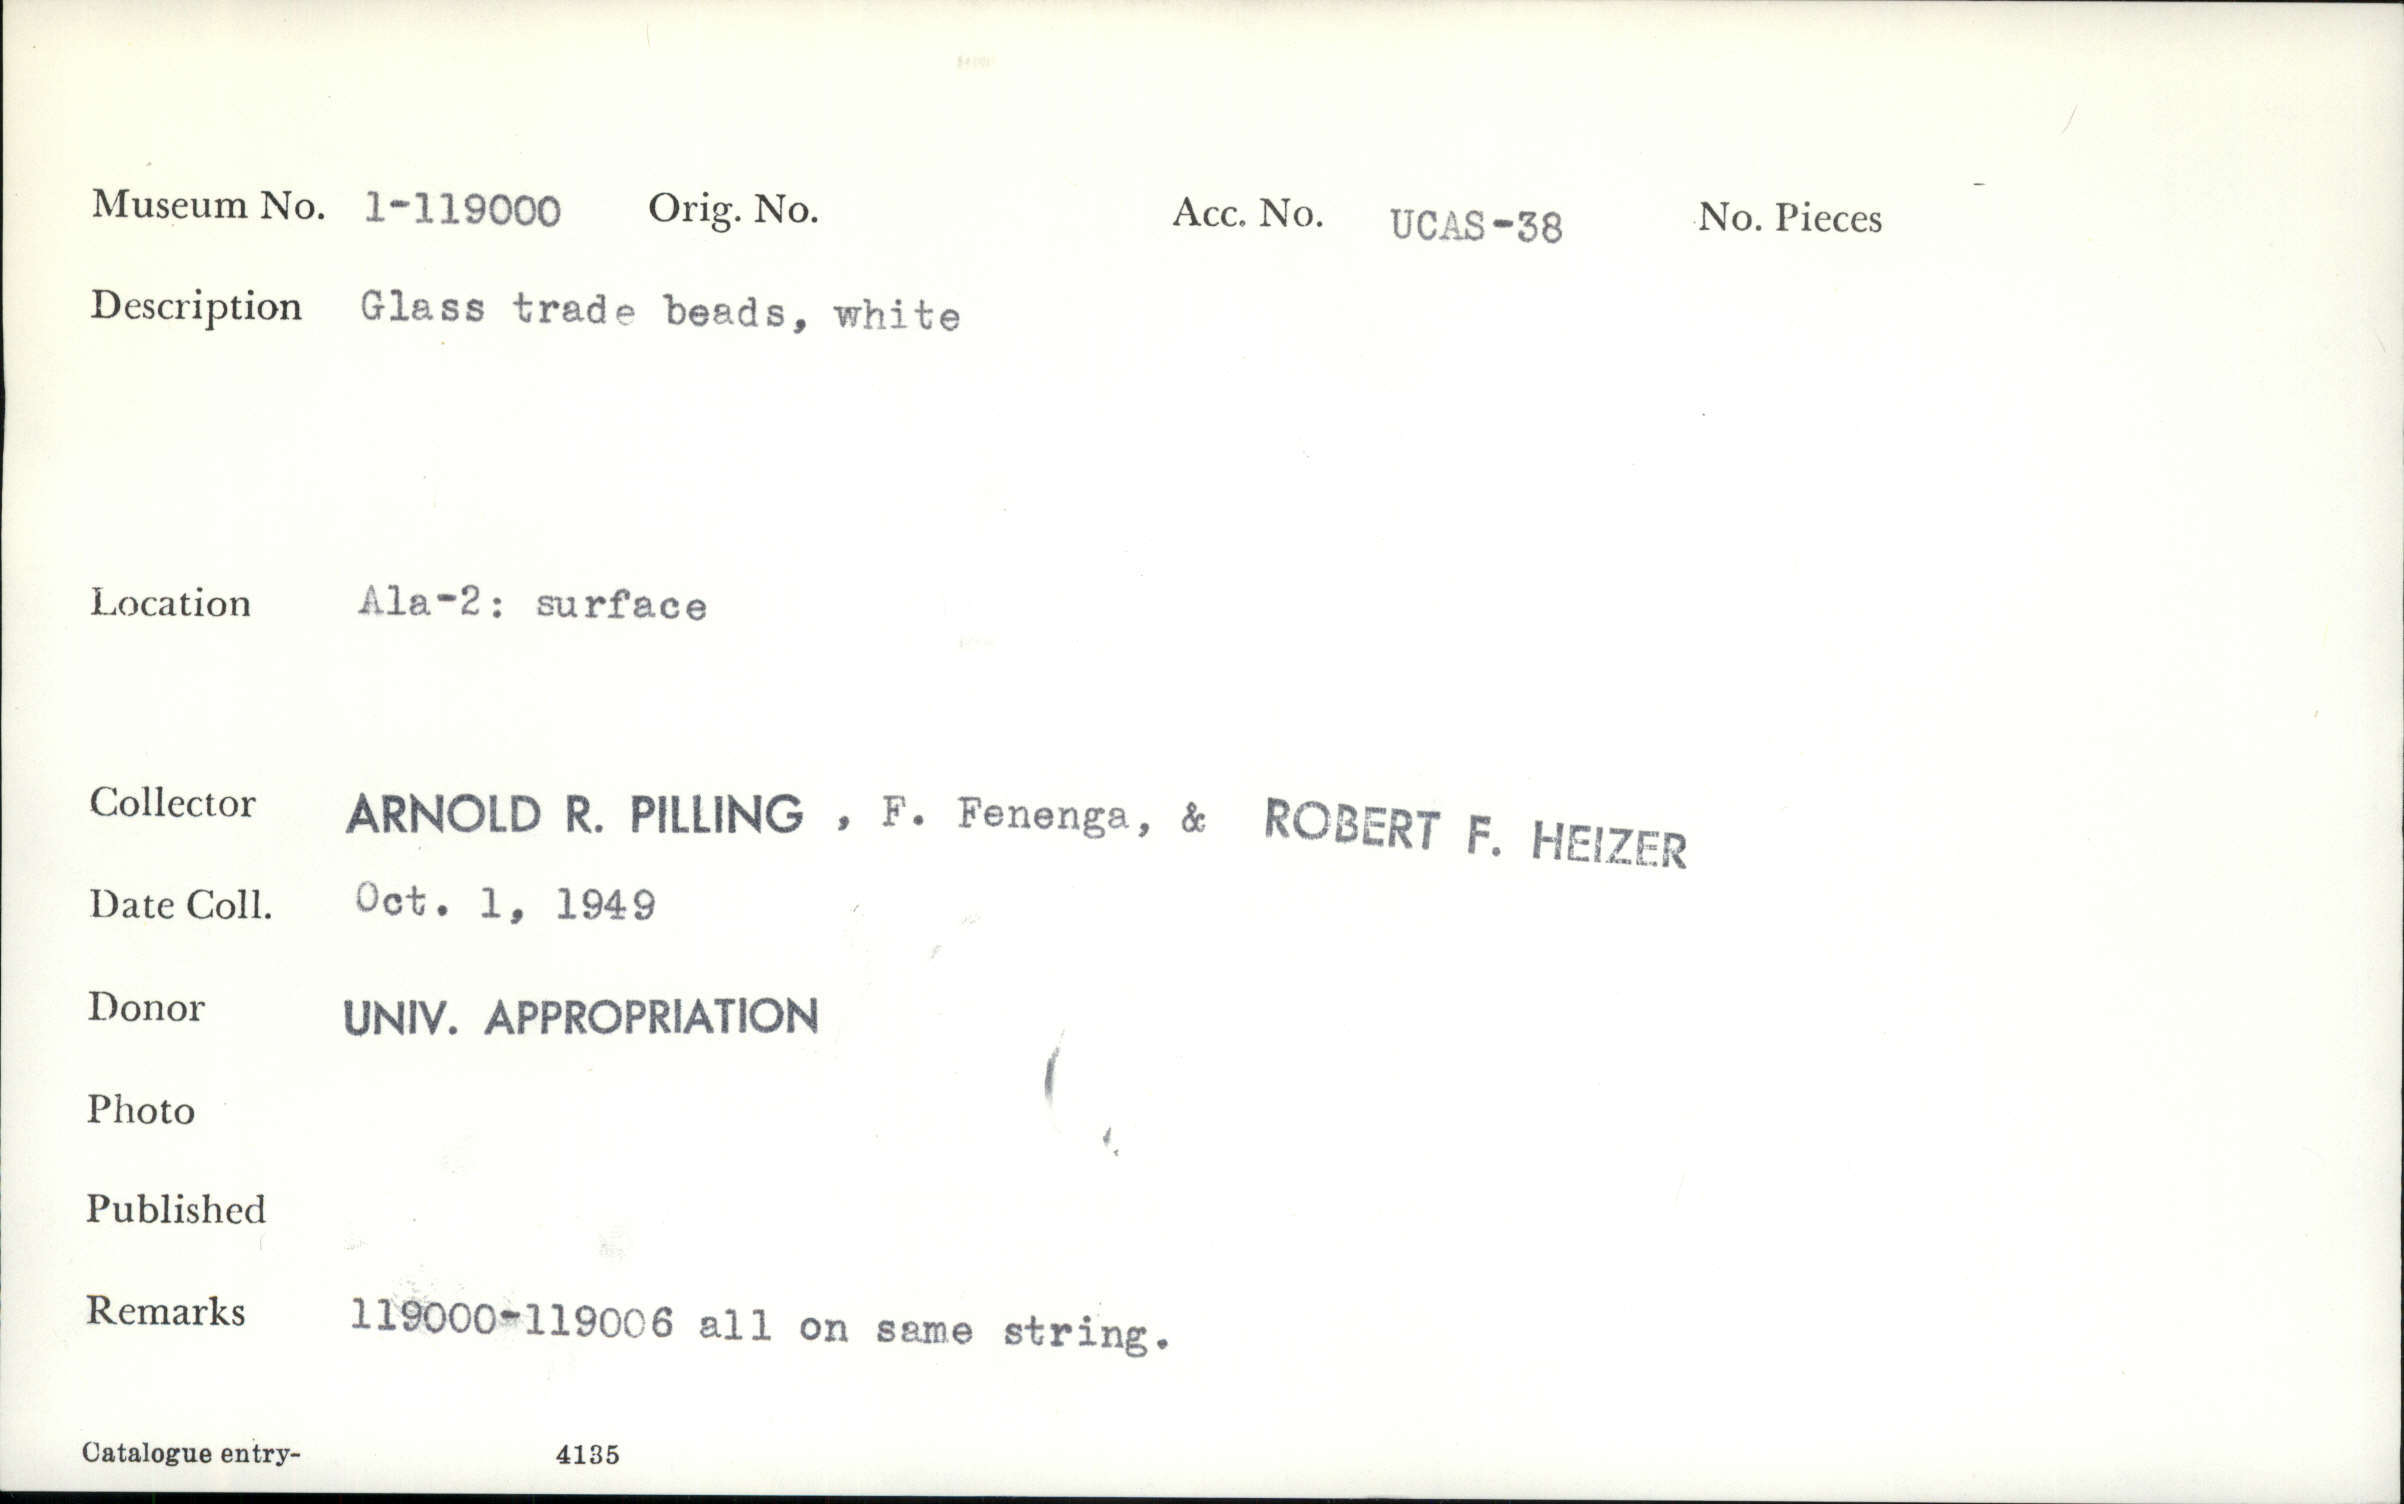 Museum No. 1-119000 Orig. No. Acc. No. UCAS-38 No. Pieces
Description Glass trade beads, white
Location Ala-2: surface
Collector ARNOLD R. PILLING , F. Fenenga, & ROBERT F. HEIZER
Date Coll. Oct. 1, 1949
Donor UNIV. APPROPRIATION
Photo
Published
Remarks 119000-119006 all on same string.
Catalogue entry- 4135